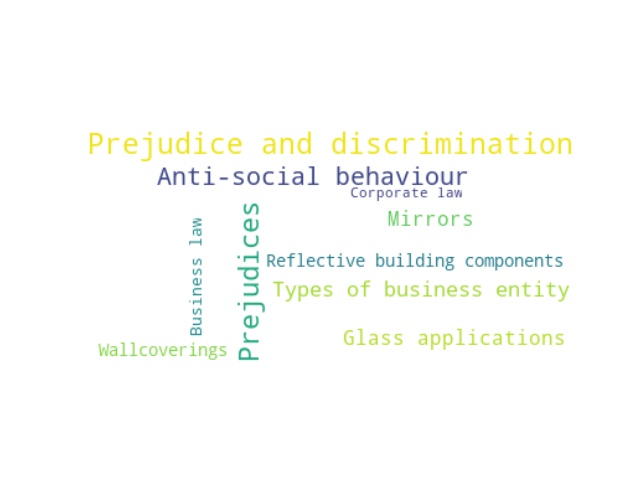 Prejudice and discrimination
Anti-social behaviour
Corporate law
Mirrors
Business law
Prejudices
Reflective building components
Types of business entity
Glass applications
Wallcoverings